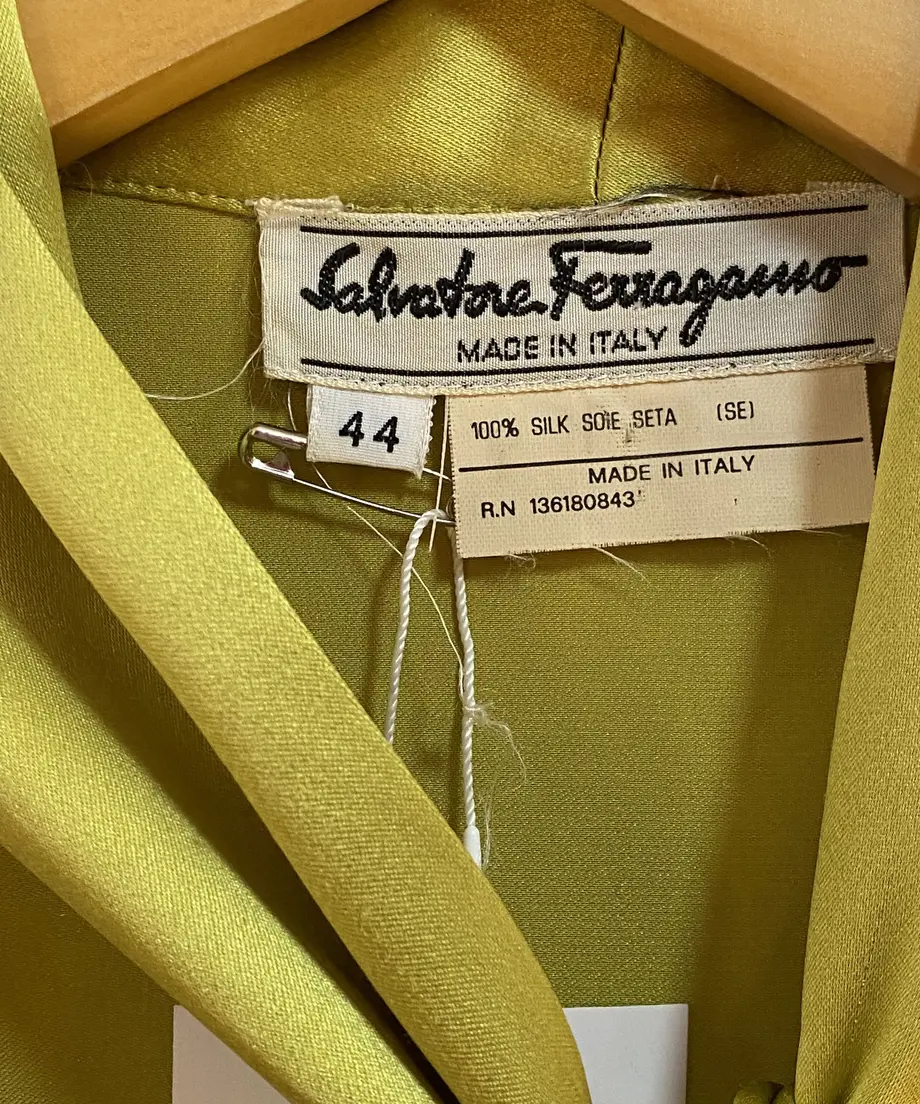 Salvatore Ferragamo
MADE IN ITALY
44
100% SILK SOIE SETA (SE)
MADE IN ITALY
R.N 136180843